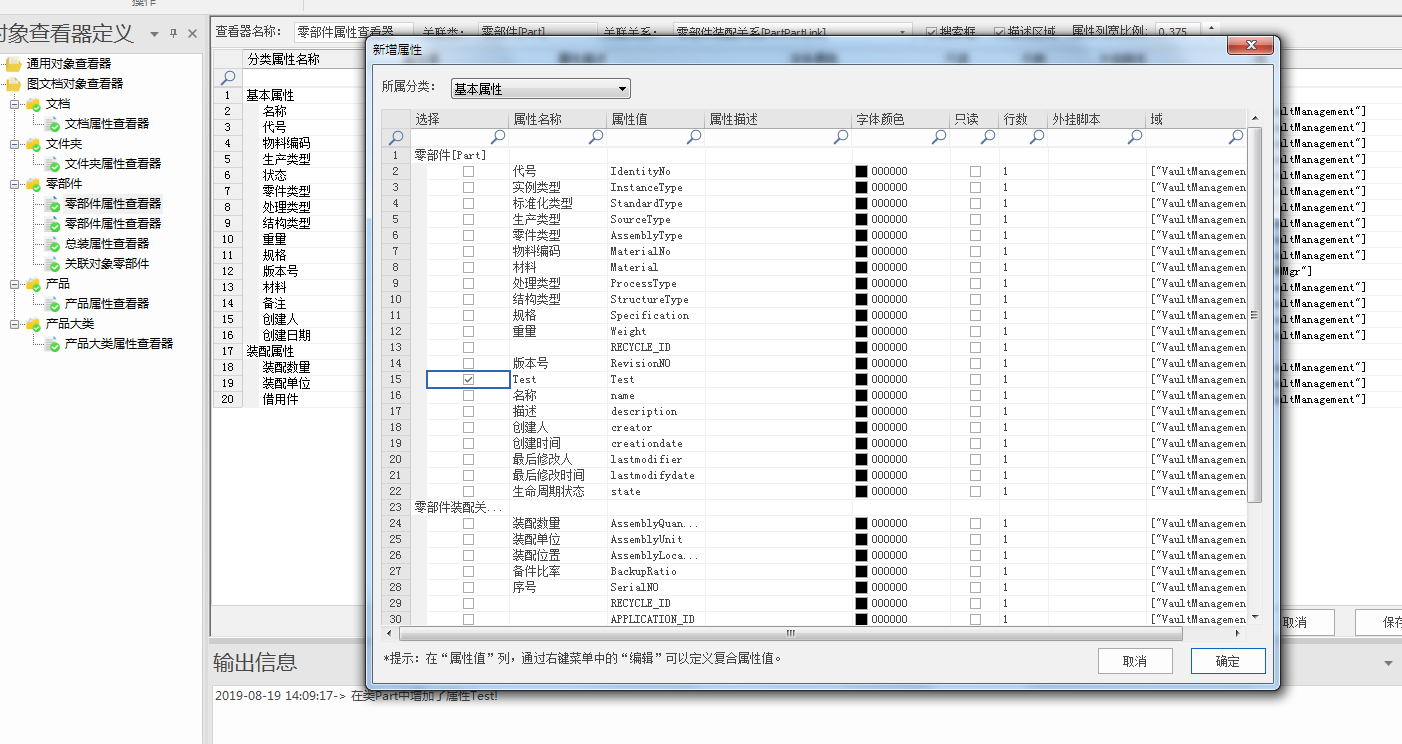 操作
对象查看器定义
通用对象查看器
图文档对象查看器
文档
文档属性查看器
文件夹
文件夹属性查看器
零部件
零部件属性查看器
零部件属性查看器
总装属性查看器
关联对象零部件
产品
产品属性查看器
产品大类
产品大类属性查看器
查看器名称: 零部件属性查看器 关联类: 零部件[Part] 关联关系: 零部件装配关系[PartPartLink] 搜索框 描述区域 属性列宽比例: 0.375
分类属性名称
1 基本属性
2 名称
3 代号
4 物料编码
5 生产类型
6 状态
7 零件类型
8 处理类型
9 结构类型
10 重量
11 规格
12 版本号
13 材料
14 备注
15 创建人
16 创建日期
17 装配属性
18 装配数量
19 装配单位
20 借用件
新增属性
所属分类: 基本属性
选择 属性名称 属性值 属性描述 字体颜色 只读 行数 外挂脚本 域
1 零部件[Part]
2 代号 IdentityNo 000000 1 ["VaultManagemen
3 实例类型 InstanceType 000000 1 ["VaultManagemen
4 标准化类型 StandardType 000000 1 ["VaultManagemen
5 生产类型 SourceType 000000 1 ["VaultManagemen
6 零件类型 AssemblyType 000000 1 ["VaultManagemen
7 物料编码 MaterialNo 000000 1 ["VaultManagemen
8 材料 Material 000000 1 ["VaultManagemen
9 处理类型 ProcessType 000000 1 ["VaultManagemen
10 结构类型 StructureType 000000 1 ["VaultManagemen
11 规格 Specification 000000 1 ["VaultManagemen
12 重量 Weight 000000 1 ["VaultManagemen
13 RECYCLE_ID 000000 1 ["VaultManagemen
14 版本号 RevisionNO 000000 1 ["VaultManagemen
15 Test Test 000000 1 ["VaultManagemen
16 名称 name 000000 1 ["VaultManagemen
17 描述 description 000000 1 ["VaultManagemen
18 创建人 creator 000000 1 ["VaultManagemen
19 创建时间 creationdate 000000 1 ["VaultManagemen
20 最后修改人 lastmodifier 000000 1 ["VaultManagemen
21 最后修改时间 lastmodifydate 000000 1 ["VaultManagemen
22 生命周期状态 state 000000 1 ["VaultManagemen
23 零部件装配关...
24 装配数量 AssemblyQuan... 000000 1 ["VaultManagemen
25 装配单位 AssemblyUnit 000000 1 ["VaultManagemen
26 装配位置 AssemblyLoca... 000000 1 ["VaultManagemen
27 备件比率 BackupRatio 000000 1 ["VaultManagemen
28 序号 SerialNO 000000 1 ["VaultManagemen
29 RECYCLE_ID 000000 1 ["VaultManagemen
30 APPLICATION_ID 000000 1 ["VaultManagemen
*提示: 在“属性值”列, 通过右键菜单中的“编辑”可以定义复合属性值。
取消
确定
ltManagement"]
ltManagement"]
ltManagement"]
ltManagement"]
ltManagement"]
ltManagement"]
ltManagement"]
ltManagement"]
ltManagement"]
ltManagement"]
Mgr"]
ltManagement"]
ltManagement"]
ltManagement"]
ltManagement"]
ltManagement"]
ltManagement"]
ltManagement"]
取消
保存
输出信息
2019-08-19 14:09:17-> 在类Part中增加了属性Test!